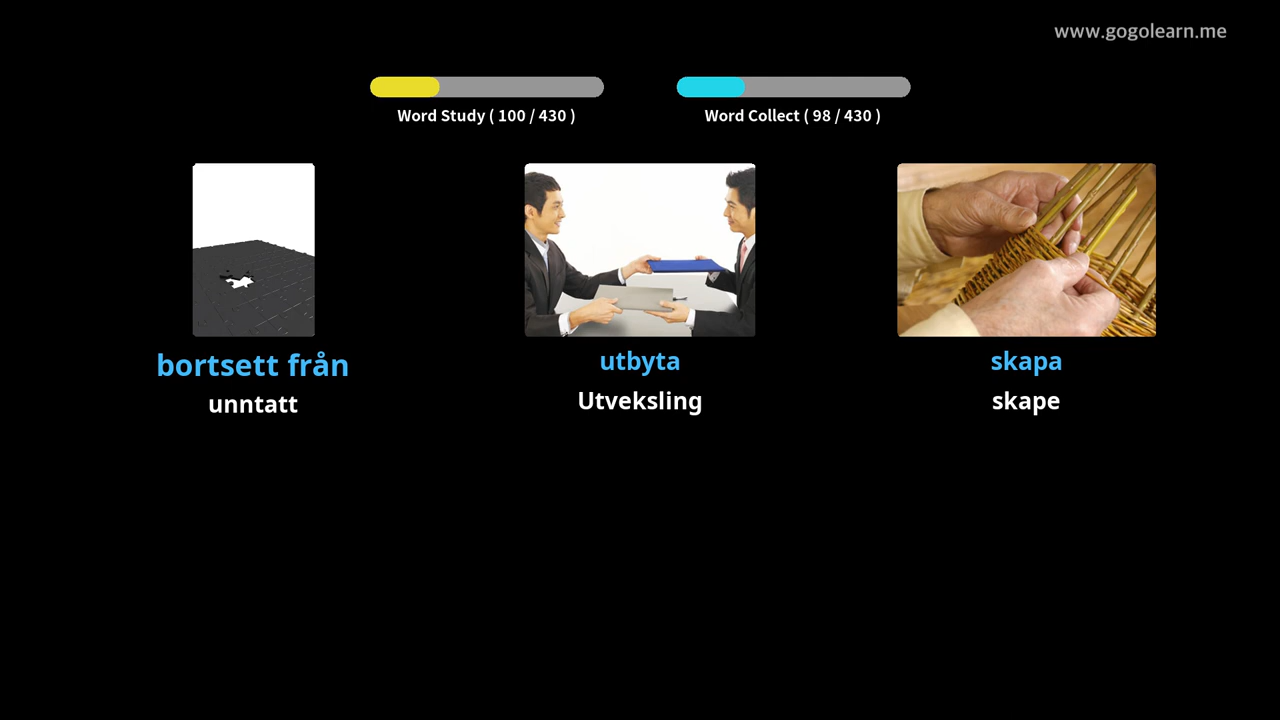 www.gogolearn.me
Word Study ( 100 / 430 )
Word Collect ( 98 / 430 )
bortsett från
utbyta
skapa
unntatt
Utveksling
skape